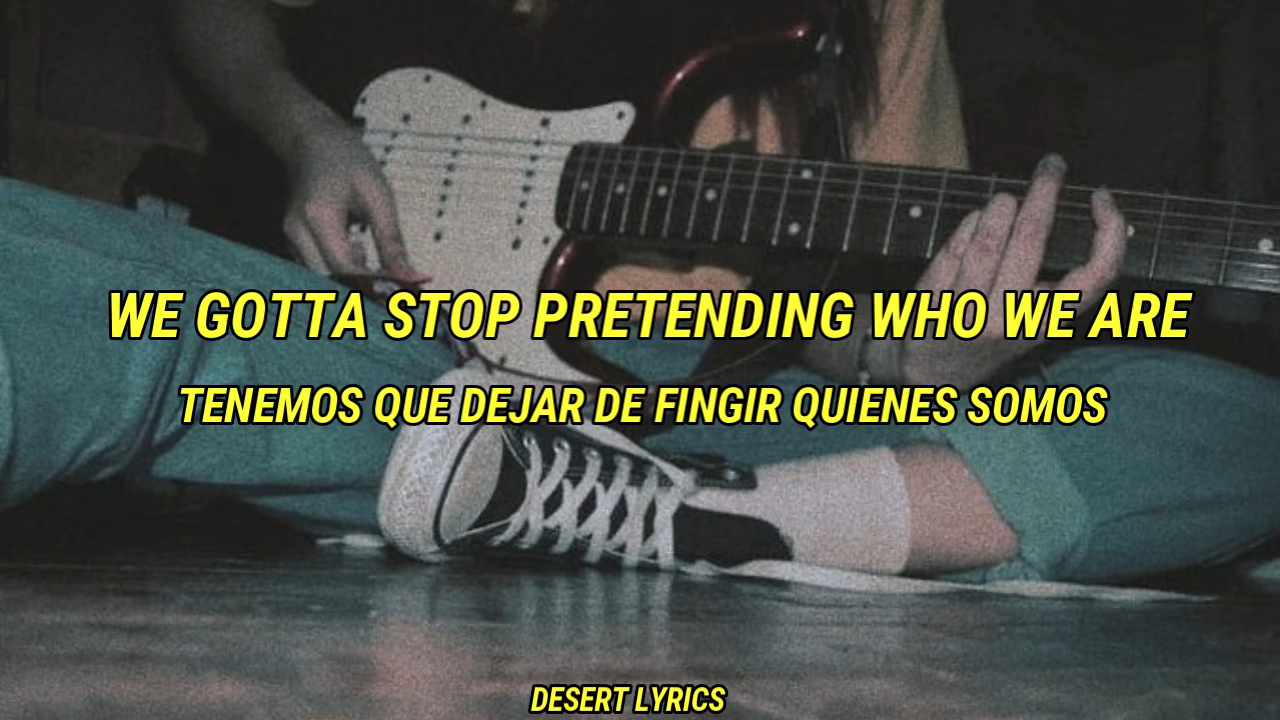 WE GOTTA STOP PRETENDING WHO WE ARE
TENEMOS QUE DEJAR DE FINGIR QUIENES SOMOS
DESERT LYRICS